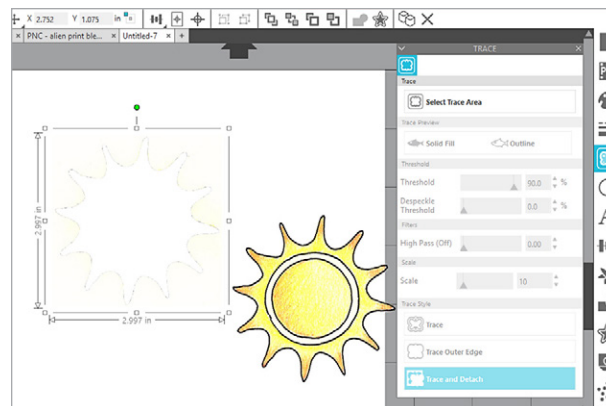 X 2.752 Y 1.075 in
PNC - alien print ble... × Untitled-7 × +
TRACE
Trace
Select Trace Area
Trace Preview
Solid Fill Outline
Threshold
Threshold 90.0 %
Despeckle
Threshold 0.0 %
Filters
High Pass (Off) 0.00
Scale
Scale 10
Trace Style
Trace
Trace Outer Edge
Trace and Detach
2.997 in
2.997 in